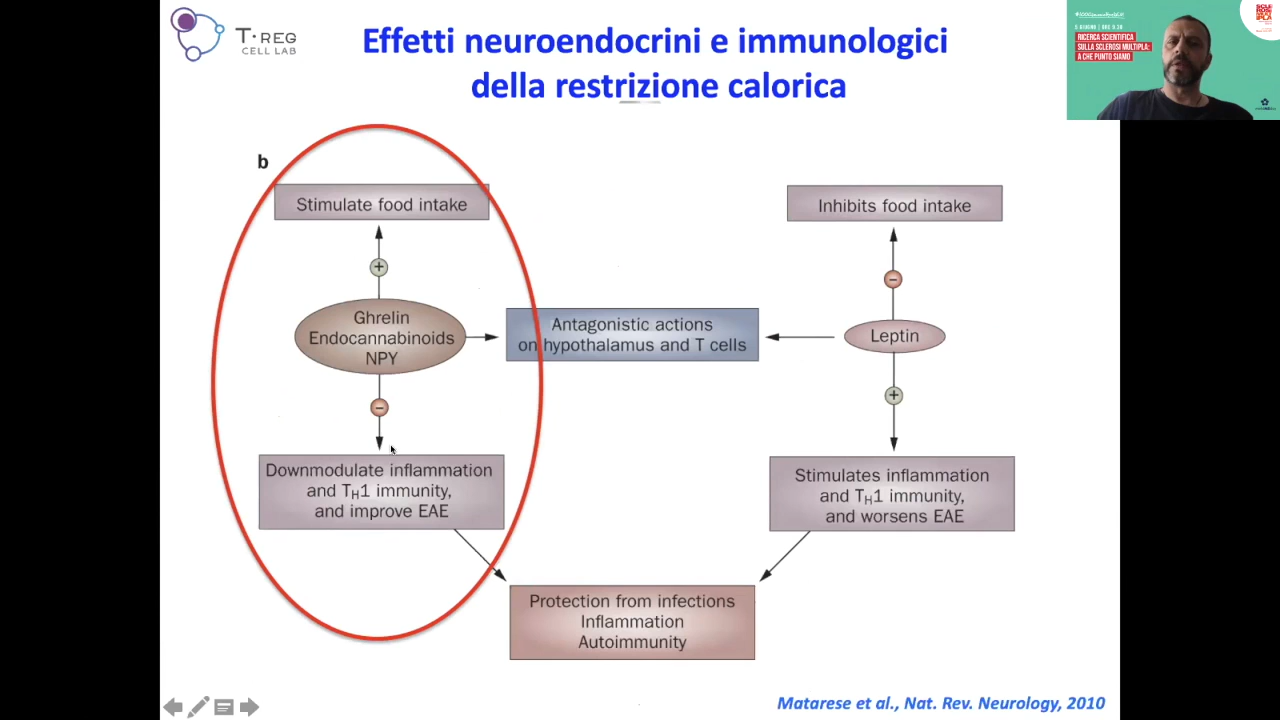 T·REG
CELL LAB
Effetti neuroendocrini e immunologici
della restrizione calorica
RICERCA SCIENTIFICA
SULLA SCLEROSI MULTIPLA:
A CHE PUNTO SIAMO
b
Stimulate food intake
Inhibits food intake
+
−
Ghrelin
Endocannabinoids
NPY
Antagonistic actions
on hypothalamus and T cells
Leptin
−
+
Downmodulate inflammation
and TH1 immunity,
and improve EAE
Stimulates inflammation
and TH1 immunity,
and worsens EAE
Protection from infections
Inflammation
Autoimmunity
Matarese et al., Nat. Rev. Neurology, 2010